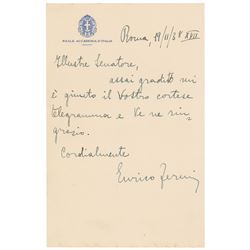 REALE ACCADEMIA D'ITALIA
Roma, 19/11/38 XVII
Illustre Senatore,
assai gradito mi
è giunto il Vostro cortese
telegramma e Ve ne rin-
grazio.
Cordialmente
Enrico Fermi